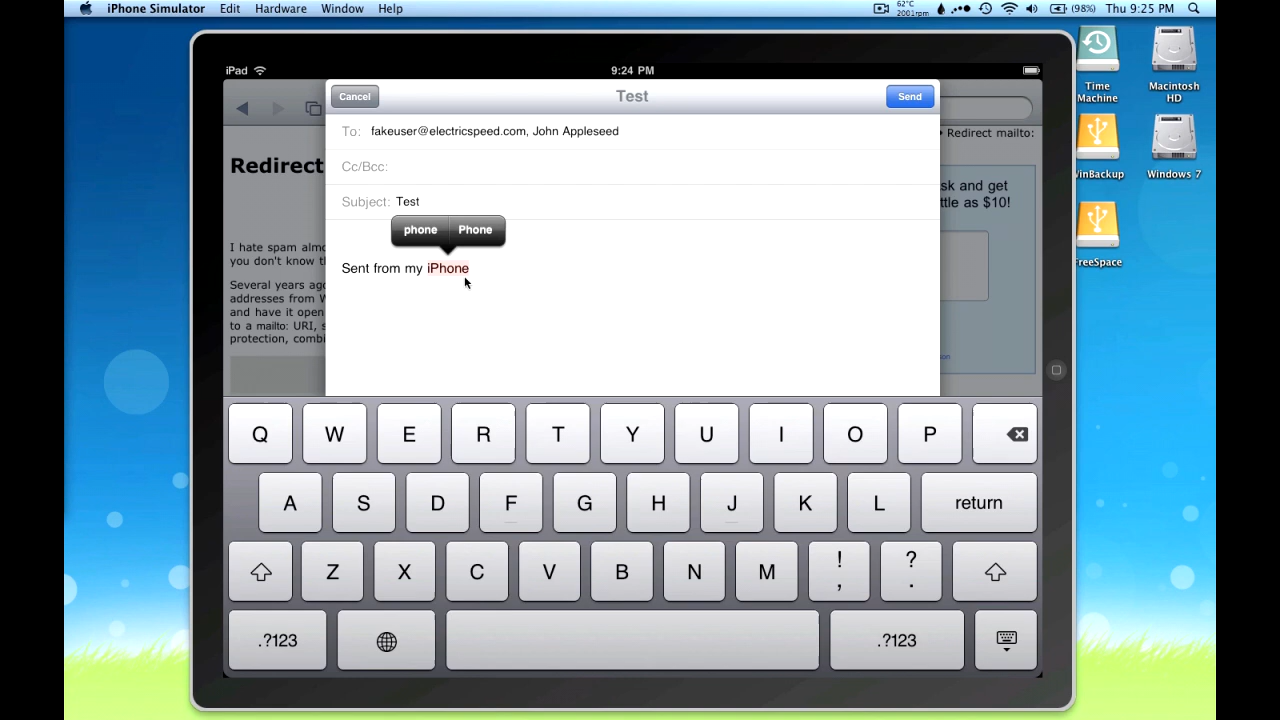 iPhone Simulator Edit Hardware Window Help
62°C
2001rpm
(98%) Thu 9:25 PM
iPad
9:24 PM
Cancel
Test
Send
To: fakeuser@electricspeed.com, John Appleseed
Cc/Bcc:
Subject: Test
phone Phone
Sent from my iPhone
Redirect
I hate spam almo
you don't know th
Several years ago
addresses from W
and have it open
to a mailto: URI, s
protection, combi
Redirect mailto:
sk and get
ttle as $10!
Q W E R T Y U I O P
A S D F G H J K L return
Z X C V B N M ! , ? .
.?123 .?123
Time
Machine
Macintosh
HD
WinBackup
Windows 7
FreeSpace